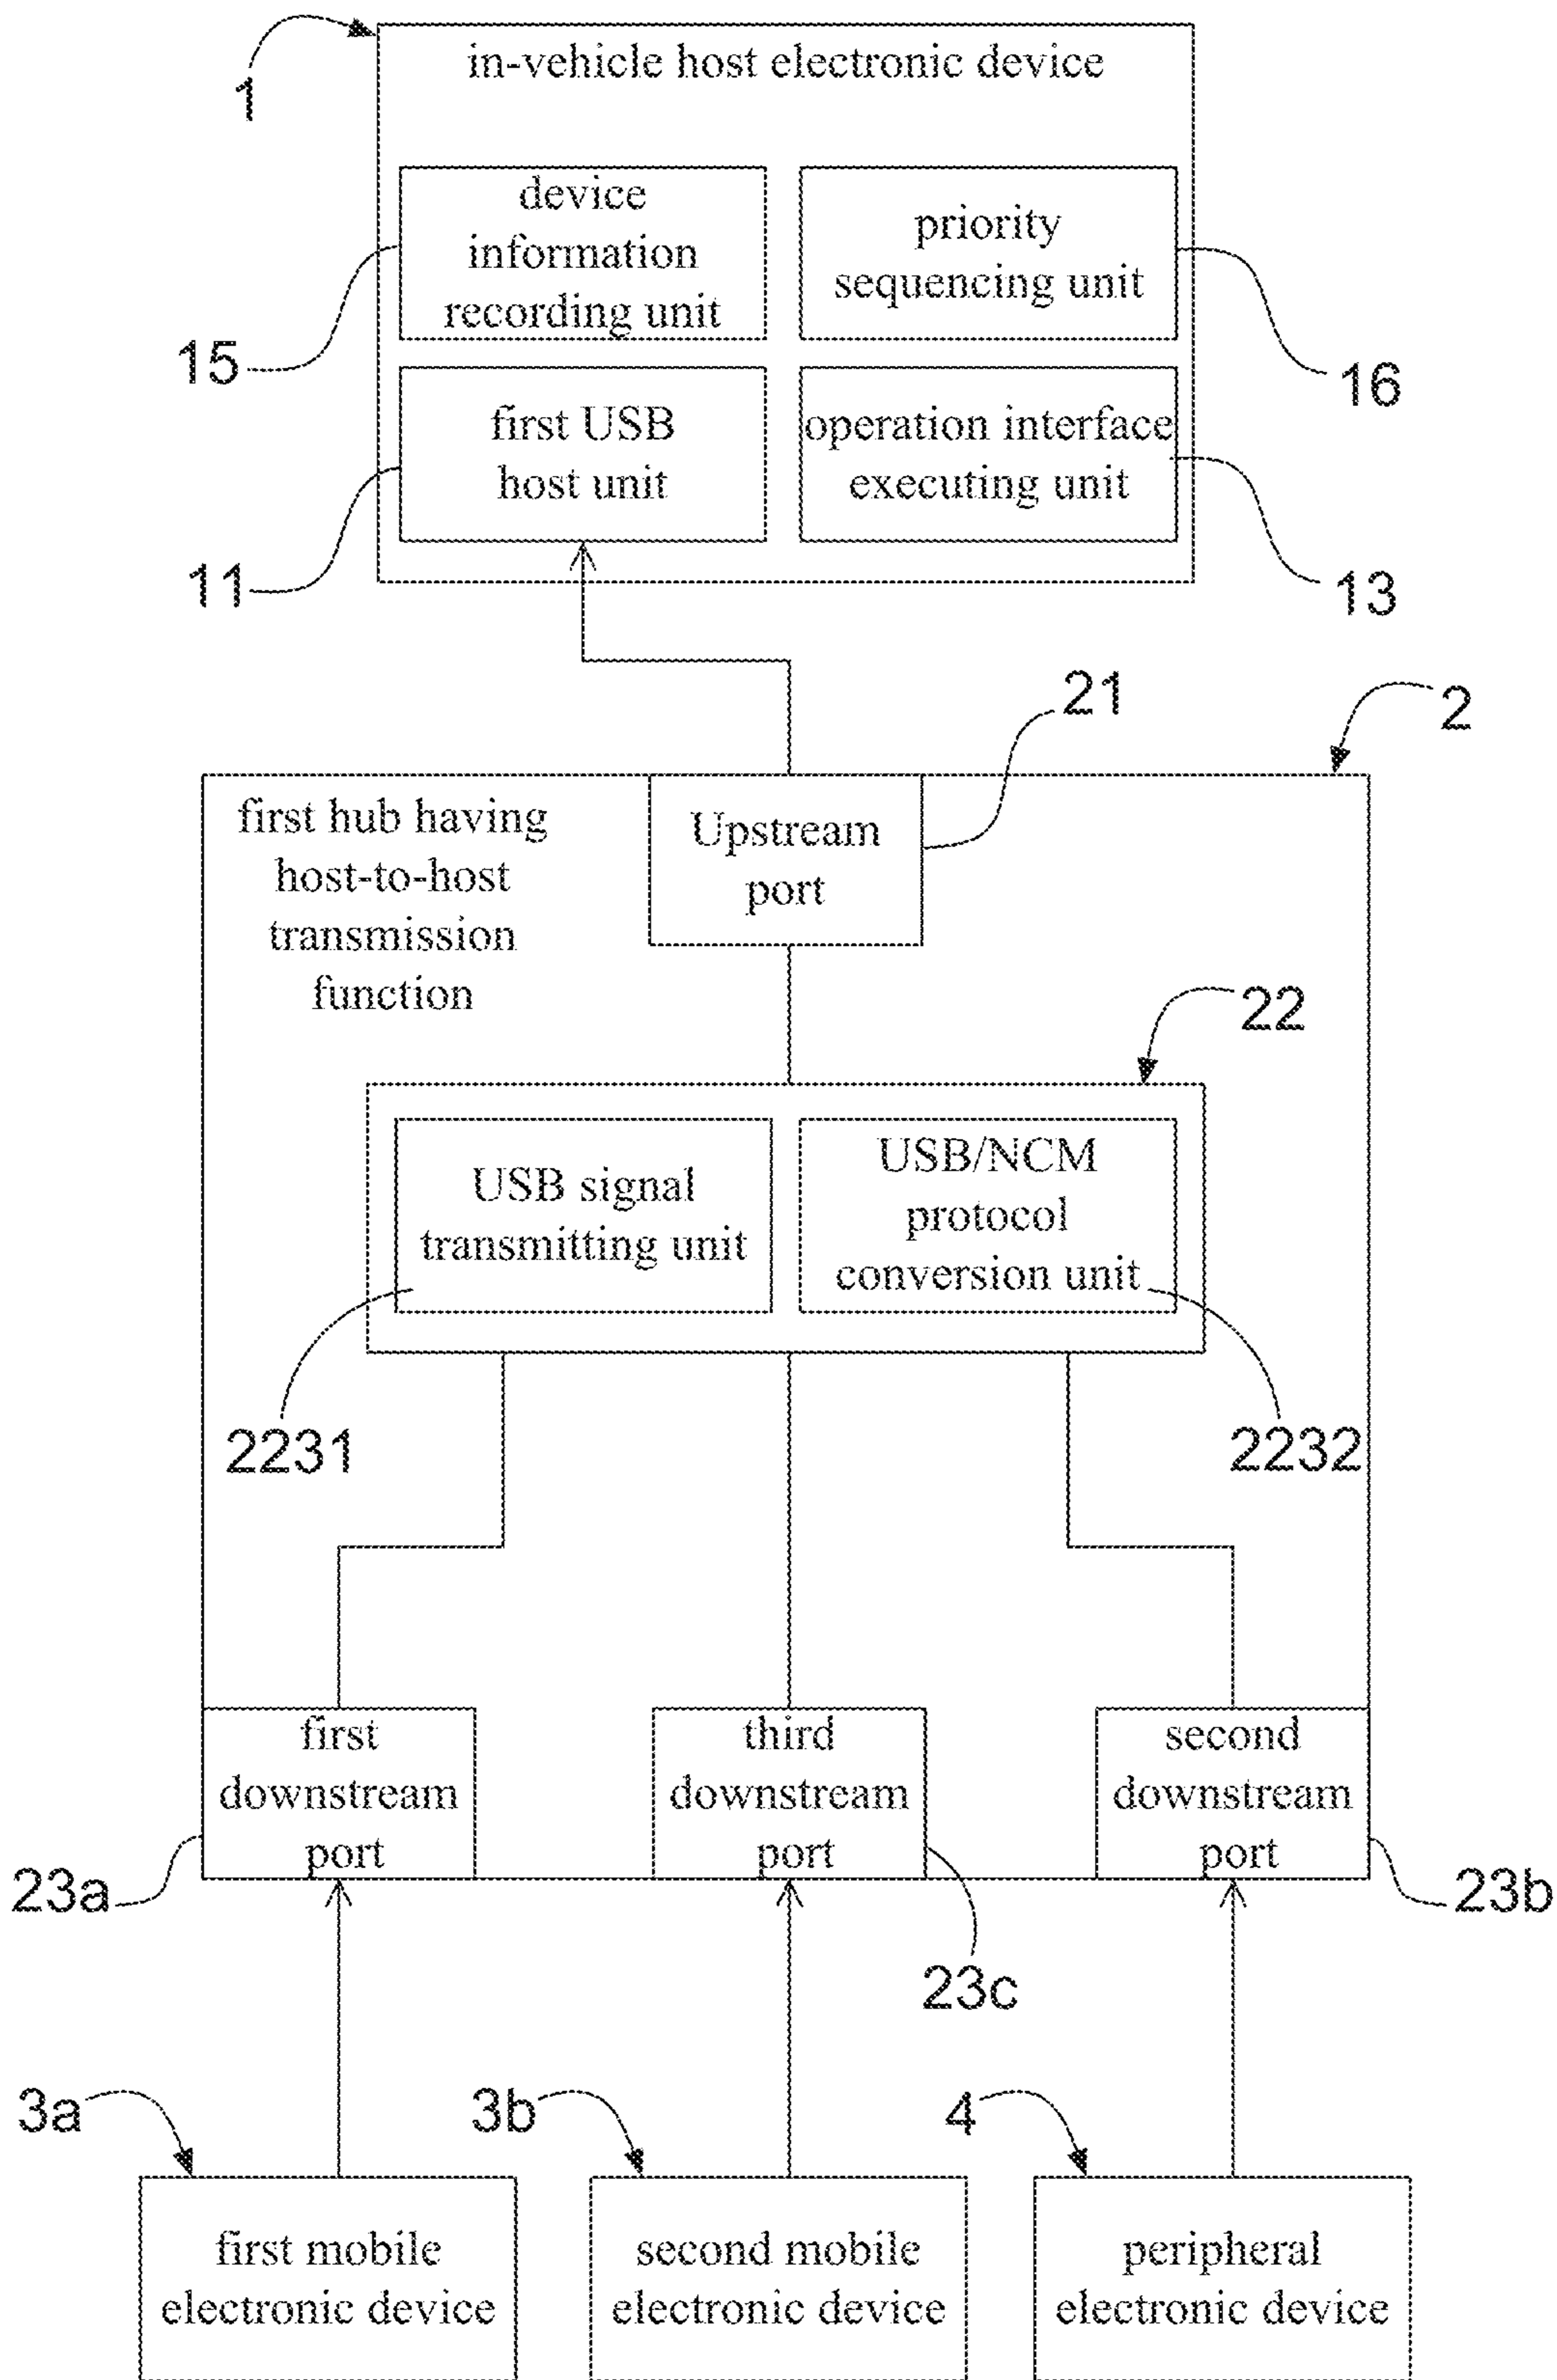 in-vehicle host electronic device
1
device
information
recording unit
priority
sequencing unit
15
16
first USB
host unit
operation interface
executing unit
11
13
21
2
first hub having
host-to-host
transmission
function
Upstream
port
22
USB signal
transmitting unit
USB/NCM
protocol
conversion unit
2231
2232
first
downstream
port
third
downstream
port
second
downstream
port
23a
23c
23b
3a
3b
4
first mobile
electronic device
second mobile
electronic device
peripheral
electronic device